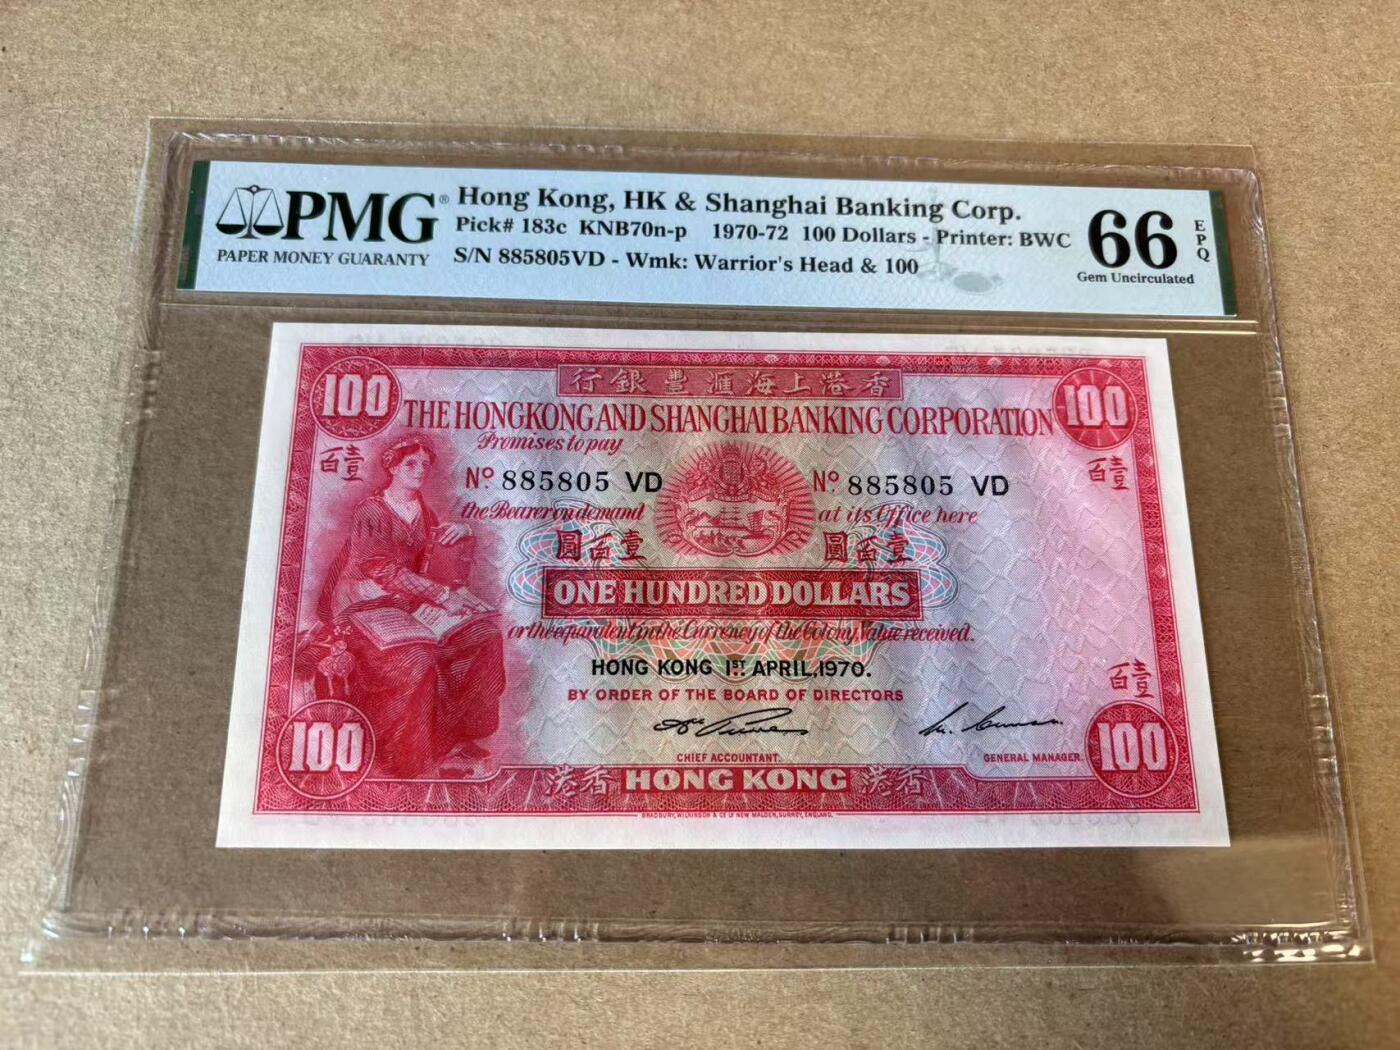 PMG®
PAPER MONEY GUARANTY
Hong Kong, HK & Shanghai Banking Corp.
Pick# 183c KNB70n-p 1970-72 100 Dollars - Printer: BWC
S/N 885805VD - Wmk: Warrior's Head & 100
66
EPQ
Gem Uncirculated
行銀豐滙海上港香
100
100
THE HONGKONG AND SHANGHAI BANKING CORPORATION
Promises to pay
百壹
百壹
Nº 885805 VD
Nº 885805 VD
the Bearer on demand
at its Office here
圓百壹
圓百壹
ONE HUNDRED DOLLARS
or the equivalent in the Currency of the Colony, Value received.
HONG KONG 1ST APRIL, 1970.
百壹
BY ORDER OF THE BOARD OF DIRECTORS
CHIEF ACCOUNTANT.
GENERAL MANAGER.
100
100
港香 HONG KONG 港香
BRADBURY, WILKINSON & Cº Lº NEW MALDEN, SURREY, ENGLAND.